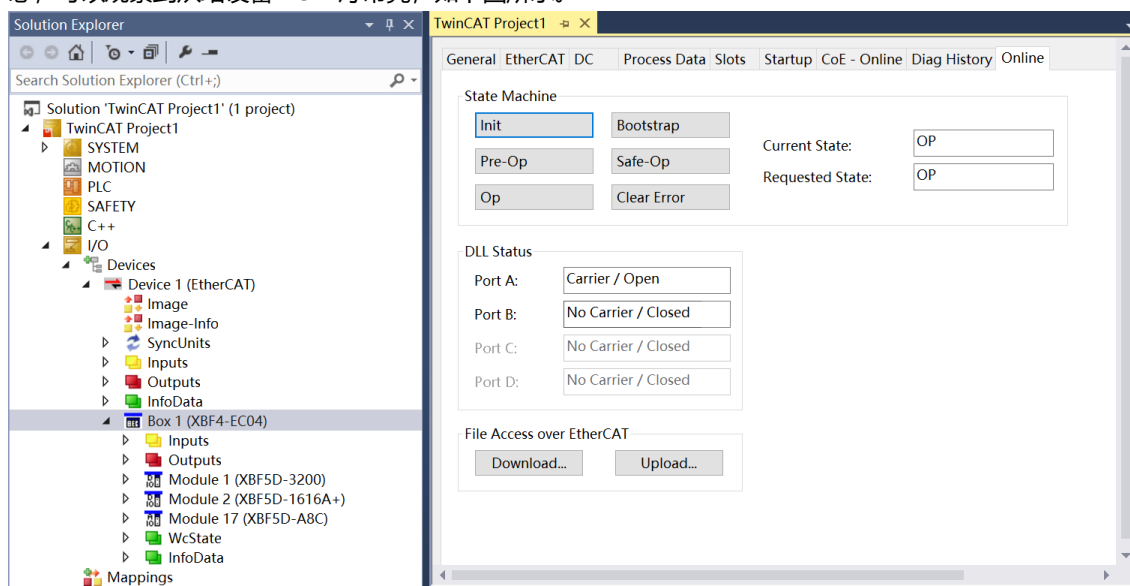 Solution Explorer
Search Solution Explorer (Ctrl+;)
Solution 'TwinCAT Project1' (1 project)
TwinCAT Project1
SYSTEM
MOTION
PLC
SAFETY
C++
I/O
Devices
Device 1 (EtherCAT)
Image
Image-Info
SyncUnits
Inputs
Outputs
InfoData
Box 1 (XBF4-EC04)
Inputs
Outputs
Module 1 (XBF5D-3200)
Module 2 (XBF5D-1616A+)
Module 17 (XBF5D-A8C)
WcState
InfoData
Mappings
TwinCAT Project1
General EtherCAT DC Process Data Slots Startup CoE - Online Diag History Online
State Machine
Init Bootstrap
Pre-Op Safe-Op
Op Clear Error
Current State: OP
Requested State: OP
DLL Status
Port A: Carrier / Open
Port B: No Carrier / Closed
Port C: No Carrier / Closed
Port D: No Carrier / Closed
File Access over EtherCAT
Download... Upload...